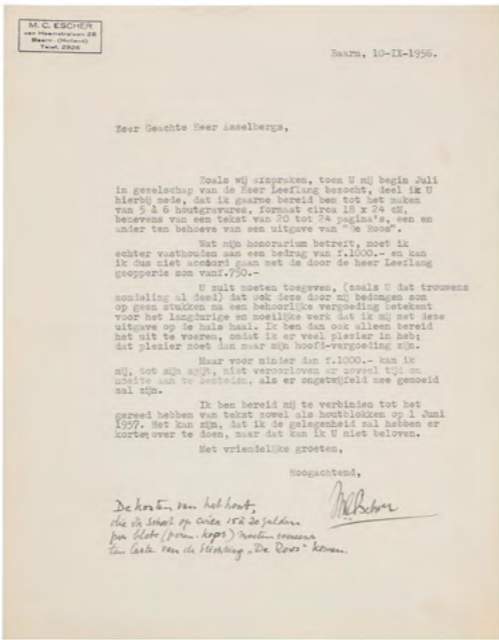 M. C. ESCHER
van Heemstralaan 28
Baarn (Holland)
Telef. 2926
Baarn, 10-IX-1956.
Zeer Geachte Heer Asselbergs,
Zoals wij afspraken, toen U mij begin Juli
in gezelschap van de Heer Leeflang bezocht, deel ik U
hierbij mede, dat ik gaarne bereid ben tot het maken
van 5 à 6 houtgravures, formaat circa 18 x 24 cM,
benevens van een tekst van 20 tot 24 pagina's, een en
ander ten behoeve van een uitgave van "De Roos".
Wat mijn honorarium betreft, moet ik
echter vasthouden aan een bedrag van f.1000.- en kan
ik dus niet accoord gaan met de door de heer Leeflang
geopperde som van f.750.-
U zult moeten toegeven, (zoals U dat trouwens
mondeling al deed) dat ook deze door mij bedongen som
op geen stukken na een behoorlijke vergoeding betekent
voor het langdurige en moeilijke werk dat ik mij met deze
uitgave op de hals haal. Ik ben dan ook alleen bereid
het uit te voeren, omdat ik er veel plezier in heb;
dat plezier moet dan maar mijn hoofd-vergoeding zijn.
Maar voor minder dan f.1000.- kan ik
mij, tot mijn spijt, niet veroorloven er zoveel tijd en
moeite aan te besteden, als er ongetwijfeld mee gemoeid
zal zijn.
Ik ben bereid mij te verbinden tot het
gereed hebben van tekst zowel als houtblokken op 1 Juni
1957. Het kan zijn, dat ik de gelegenheid zal hebben er
korter over te doen, maar dat kan ik U niet beloven.
Met vriendelijke groeten,
Hoogachtend,
MCEscher
De kosten van het hout,
die ik schat op circa 15 à 20 gulden
per blok (peren-kops) moeten eveneens
ten laste van de Stichting "De Roos" komen.